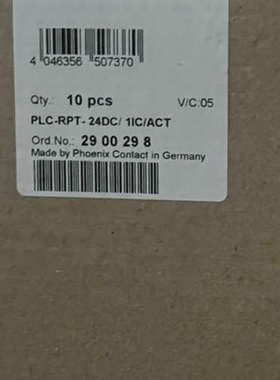 4 046356 507370
Qty.: 10 pcs V/C.05
PLC-RPT- 24DC/ 1IC/ACT
Ord.No.: 29 00 29 8
Made by Phoenix Contact in Germany